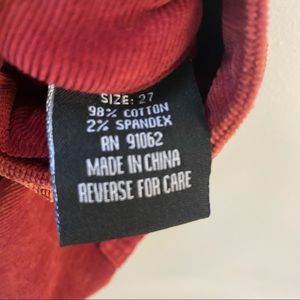 SIZE: 27
98% COTTON
2% SPANDEX
RN 91062
MADE IN CHINA
REVERSE FOR CARE